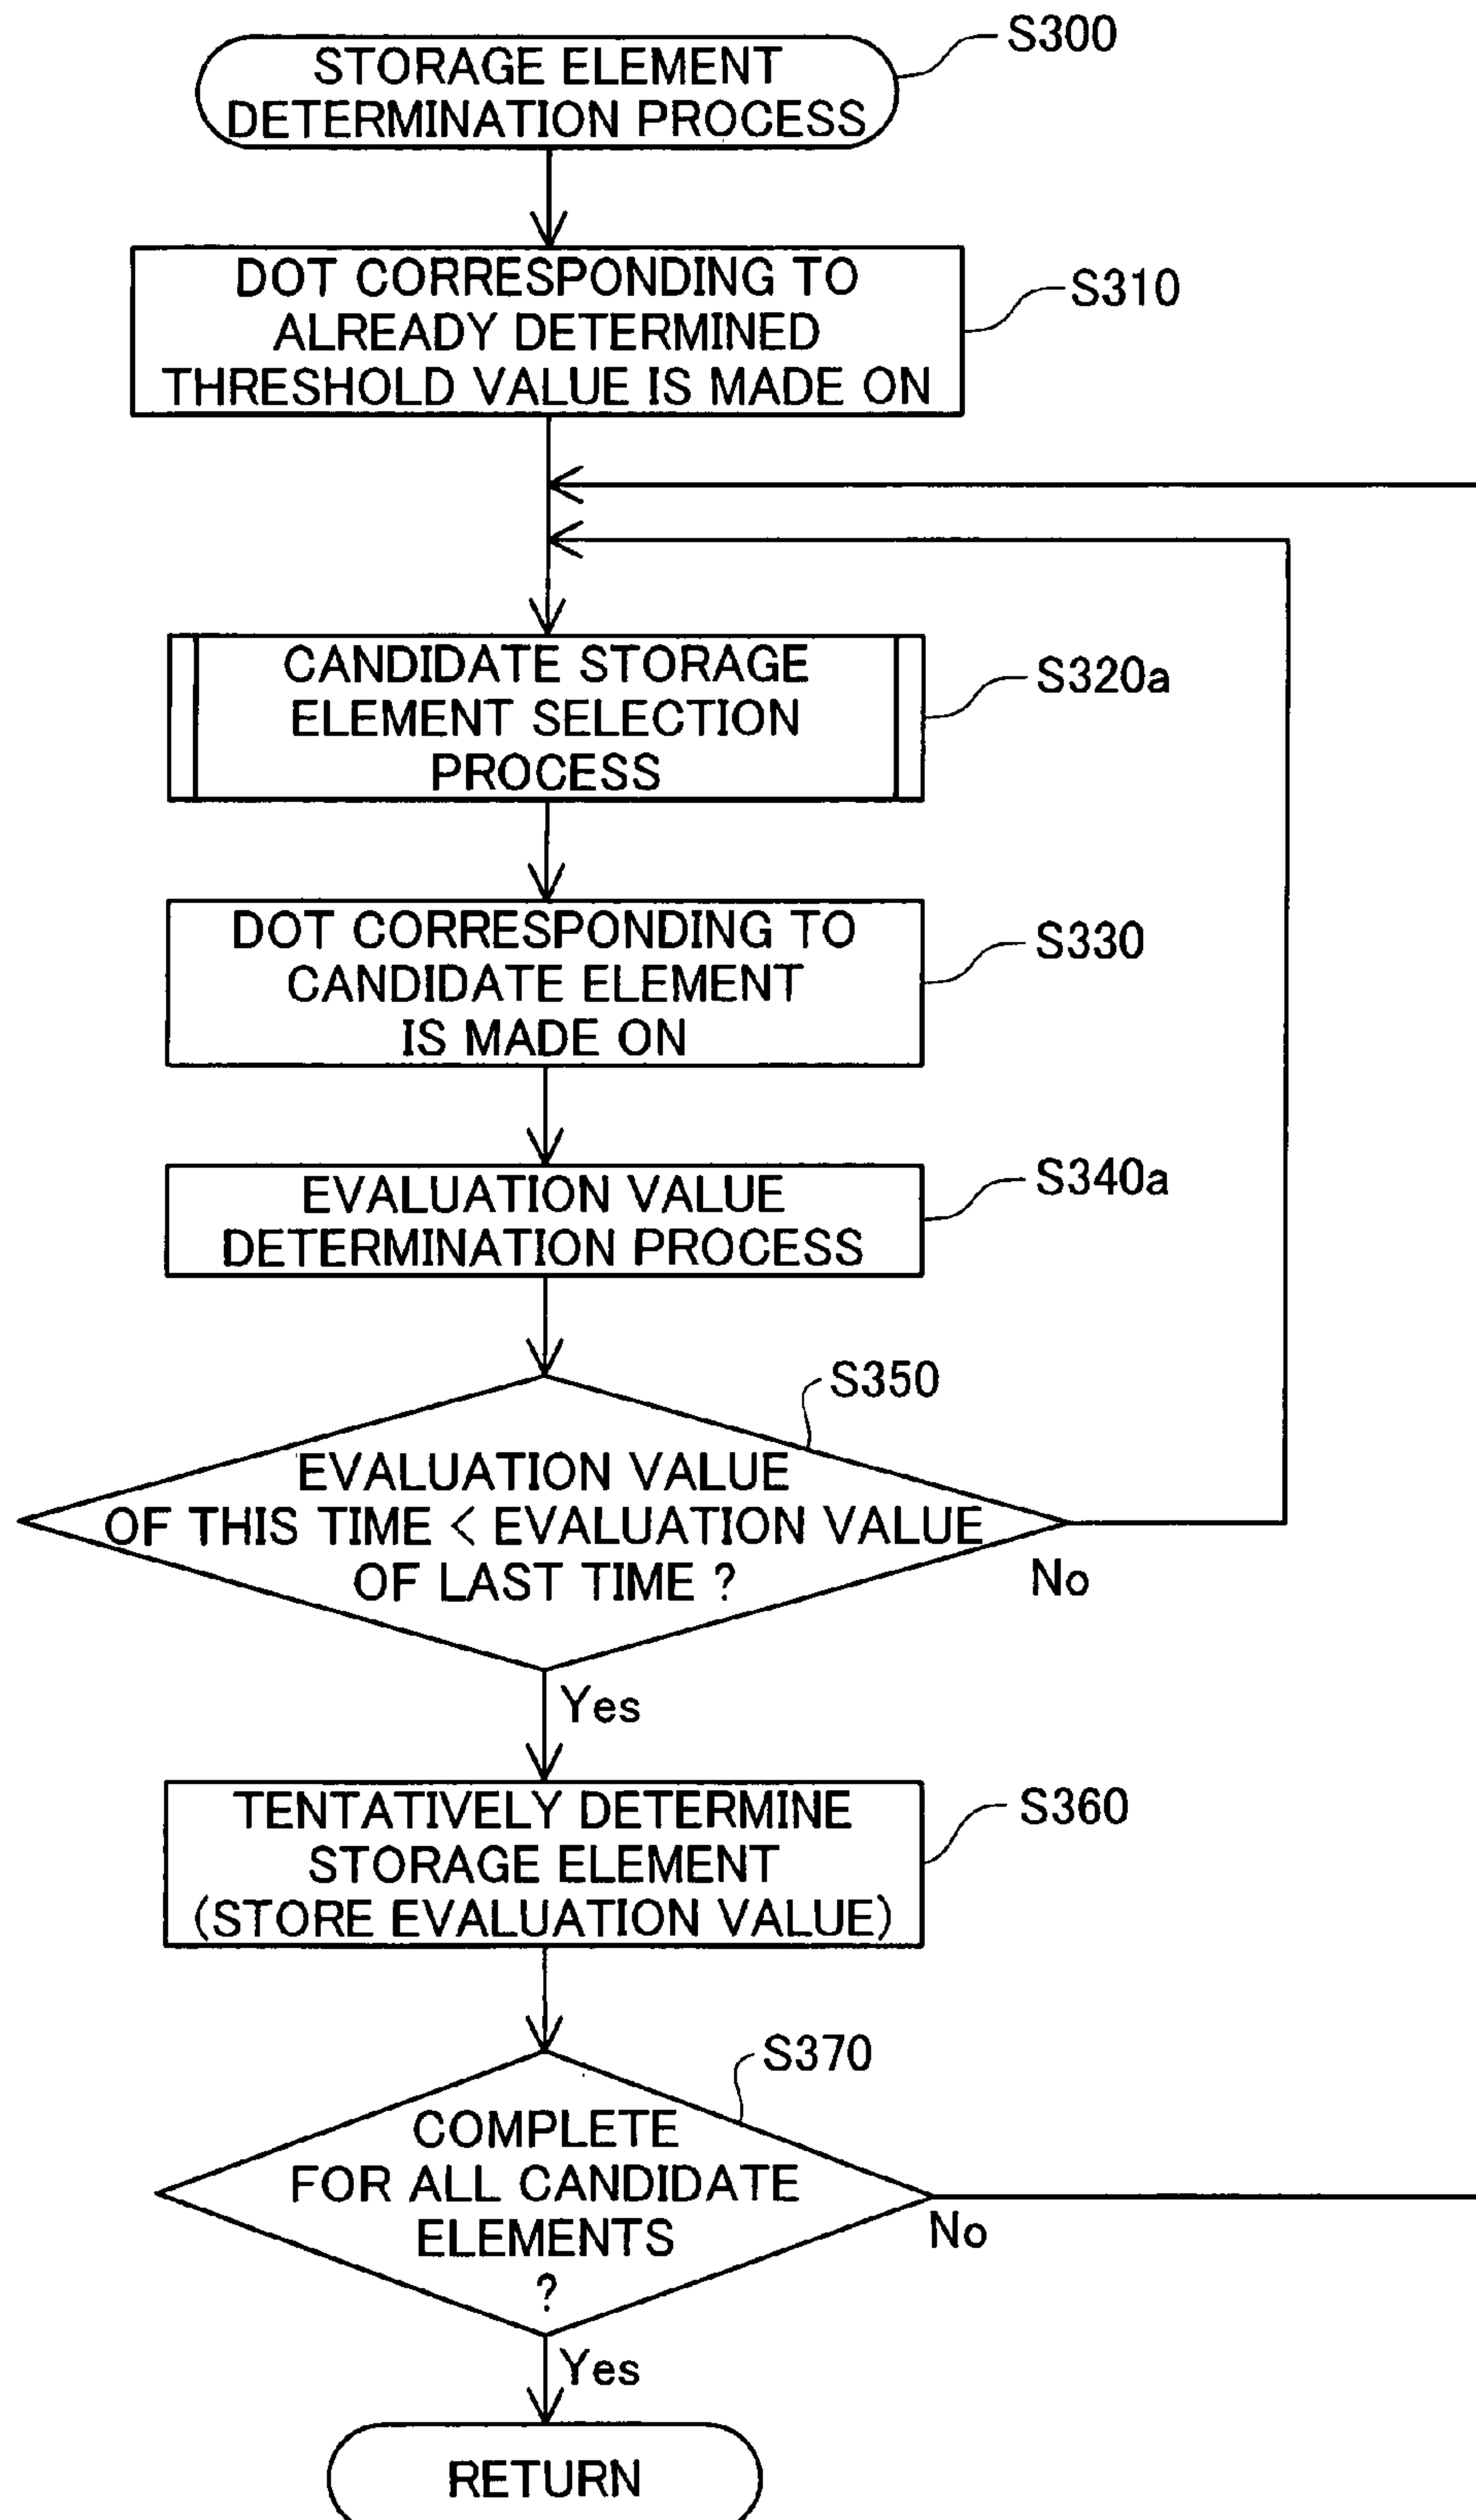 STORAGE ELEMENT
DETERMINATION PROCESS
S300
DOT CORRESPONDING TO
ALREADY DETERMINED
THRESHOLD VALUE IS MADE ON
S310
CANDIDATE STORAGE
ELEMENT SELECTION
PROCESS
S320a
DOT CORRESPONDING TO
CANDIDATE ELEMENT
IS MADE ON
S330
EVALUATION VALUE
DETERMINATION PROCESS
S340a
S350
EVALUATION VALUE
OF THIS TIME < EVALUATION VALUE
OF LAST TIME ?
No
Yes
TENTATIVELY DETERMINE
STORAGE ELEMENT
(STORE EVALUATION VALUE)
S360
S370
COMPLETE
FOR ALL CANDIDATE
ELEMENTS
?
No
Yes
RETURN